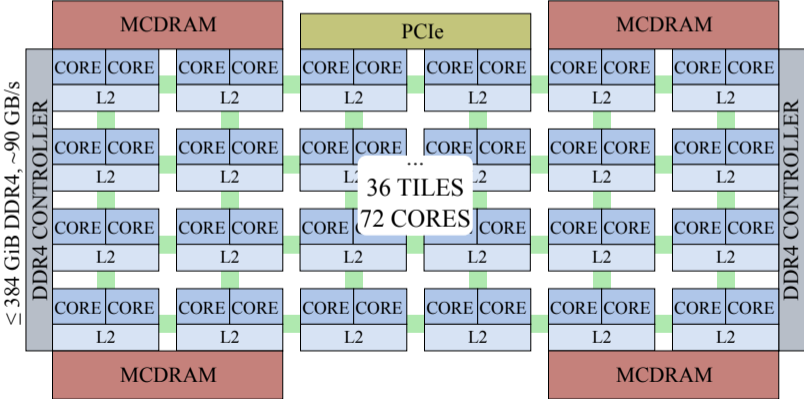 MCDRAM PCIe MCDRAM
CORE CORE CORE CORE CORE CORE CORE CORE CORE CORE CORE CORE
L2 L2 L2 L2 L2 L2
CORE CORE CORE CORE CORE CORE CORE CORE CORE CORE CORE
L2 L2 L2 L2 L2 L2
...
36 TILES
72 CORES
CORE CORE CORE CORE CORE CORE CORE CORE CORE
L2 L2 L2 L2 L2 L2
CORE CORE CORE CORE CORE CORE CORE CORE CORE CORE CORE CORE
L2 L2 L2 L2 L2 L2
MCDRAM MCDRAM
≤ 384 GiB DDR4, ~90 GB/s
DDR4 CONTROLLER
DDR4 CONTROLLER